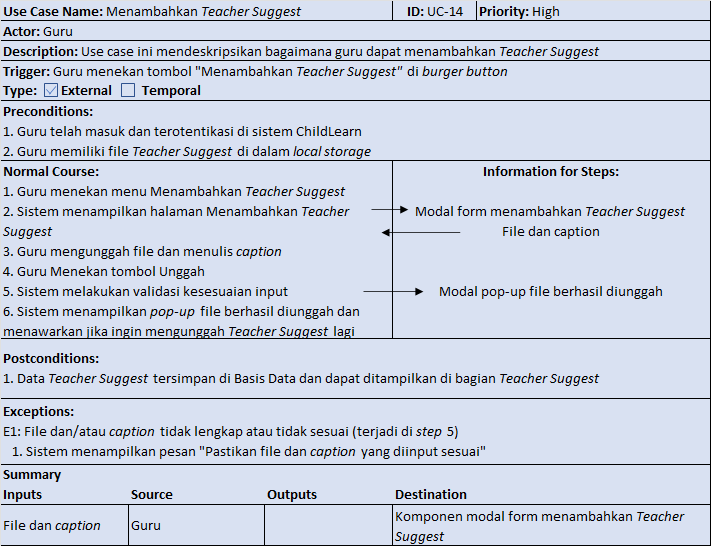 Use Case Name: Menambahkan Teacher Suggest ID: UC-14 Priority: High
Actor: Guru
Description: Use case ini mendeskripsikan bagaimana guru dapat menambahkan Teacher Suggest
Trigger: Guru menekan tombol "Menambahkan Teacher Suggest" di burger button
Type: External Temporal
Preconditions:
1. Guru telah masuk dan terotentikasi di sistem ChildLearn
2. Guru memiliki file Teacher Suggest di dalam local storage
Normal Course:
1. Guru menekan menu Menambahkan Teacher Suggest
2. Sistem menampilkan halaman Menambahkan Teacher
Suggest
3. Guru mengunggah file dan menulis caption
4. Guru Menekan tombol Unggah
5. Sistem melakukan validasi kesesuaian input
6. Sistem menampilkan pop-up file berhasil diunggah dan
menawarkan jika ingin mengunggah Teacher Suggest lagi
Information for Steps:
Modal form menambahkan Teacher Suggest
File dan caption
Modal pop-up file berhasil diunggah
Postconditions:
1. Data Teacher Suggest tersimpan di Basis Data dan dapat ditampilkan di bagian Teacher Suggest
Exceptions:
E1: File dan/atau caption tidak lengkap atau tidak sesuai (terjadi di step 5)
1. Sistem menampilkan pesan "Pastikan file dan caption yang diinput sesuai"
Summary
Inputs Source Outputs Destination
File dan caption Guru Komponen modal form menambahkan Teacher
Suggest